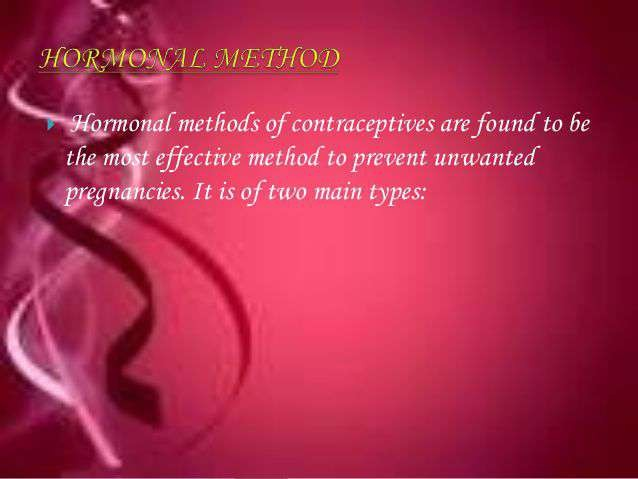 HORMONAL METHOD
Hormonal methods of contraceptives are found to be
the most effective method to prevent unwanted
pregnancies. It is of two main types: